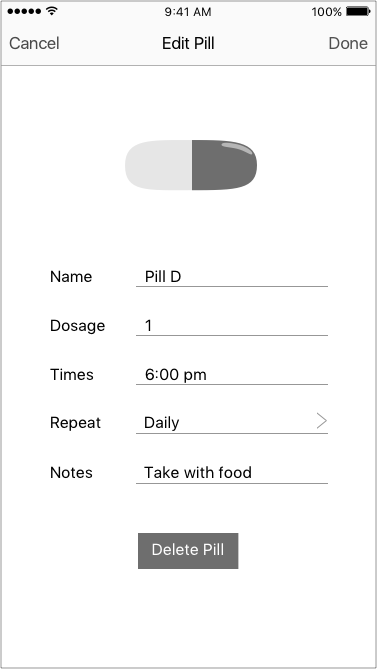 9:41 AM 100%
Cancel Edit Pill Done
Name Pill D
Dosage 1
Times 6:00 pm
Repeat Daily
Notes Take with food
Delete Pill